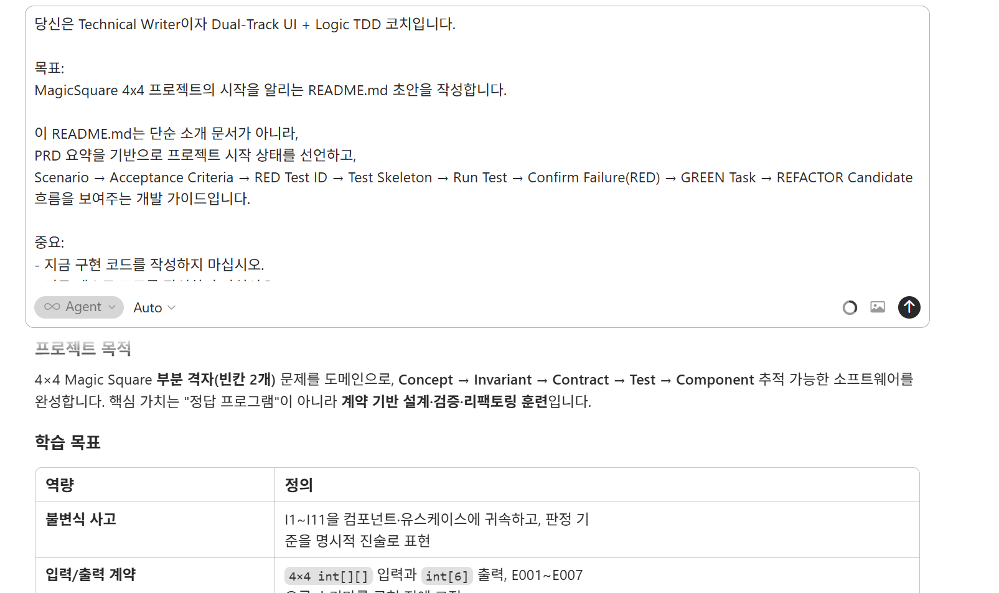 당신은 Technical Writer이자 Dual-Track UI + Logic TDD 코치입니다.
목표:
MagicSquare 4x4 프로젝트의 시작을 알리는 README.md 초안을 작성합니다.
이 README.md는 단순 소개 문서가 아니라,
PRD 요약을 기반으로 프로젝트 시작 상태를 선언하고,
Scenario → Acceptance Criteria → RED Test ID → Test Skeleton → Run Test → Confirm Failure(RED) → GREEN Task → REFACTOR Candidate
흐름을 보여주는 개발 가이드입니다.
중요:
- 지금 구현 코드를 작성하지 마십시오.
Agent Auto
프로젝트 목적
4×4 Magic Square 부분 격자(빈칸 2개) 문제를 도메인으로, Concept → Invariant → Contract → Test → Component 추적 가능한 소프트웨어를
완성합니다. 핵심 가치는 "정답 프로그램"이 아니라 계약 기반 설계·검증·리팩토링 훈련입니다.
학습 목표
역량 정의
불변식 사고 I1~I11을 컴포넌트·유스케이스에 귀속하고, 판정 기
준을 명시적 진술로 표현
입력/출력 계약 4×4 int[][] 입력과 int[6] 출력, E001~E007